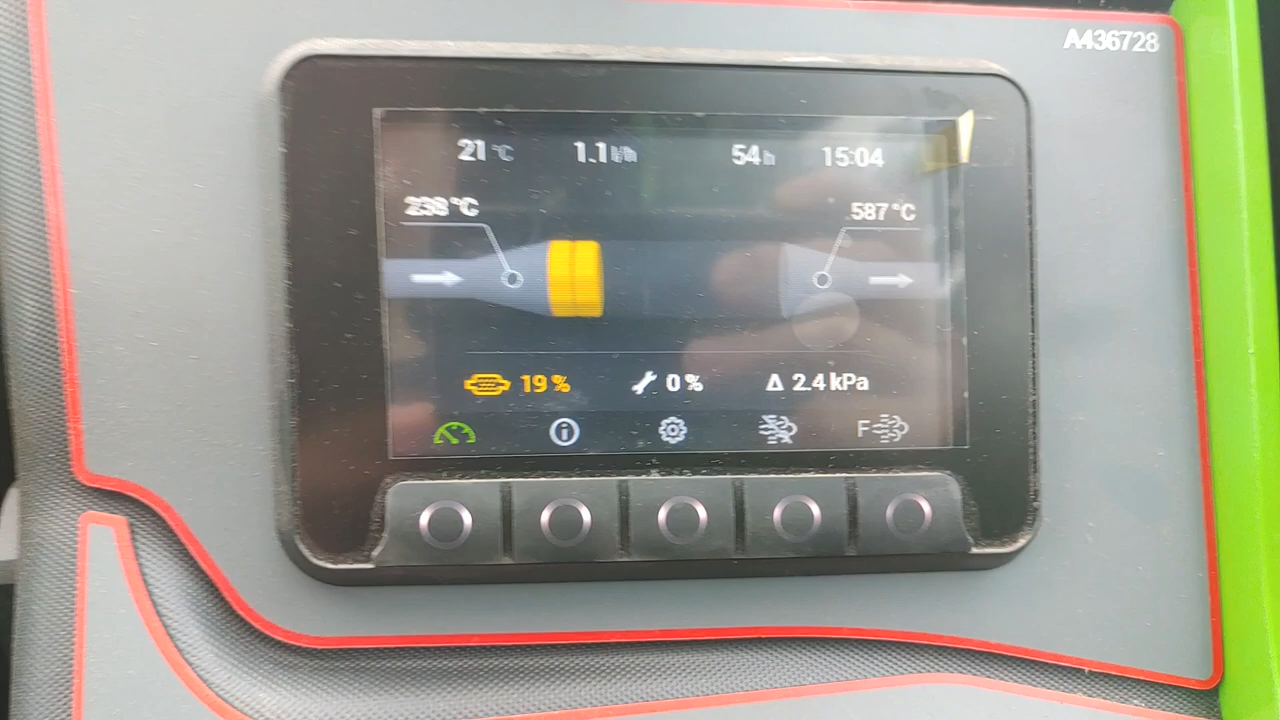 A436728
21 °C 1.1 l/h 54 h 15:04
238 °C 587 °C
19 % 0 % Δ 2.4 kPa
F